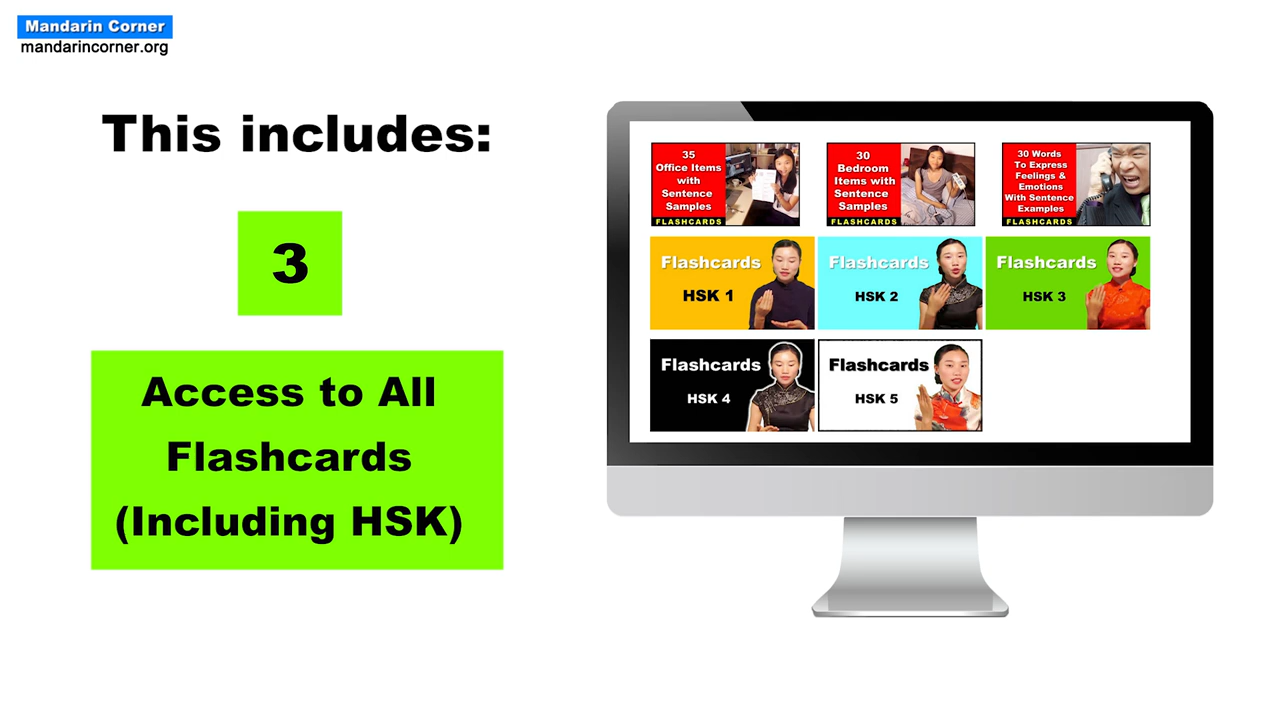 Mandarin Corner
mandarincorner.org
This includes:
3
Access to All
Flashcards
(Including HSK)
35
Office Items
with
Sentence
Samples
FLASHCARDS
30
Bedroom
Items with
Sentence
Samples
FLASHCARDS
30 Words
To Express
Feelings &
Emotions
With Sentence
Examples
FLASHCARDS
Flashcards
HSK 1
Flashcards
HSK 2
Flashcards
HSK 3
Flashcards
HSK 4
Flashcards
HSK 5